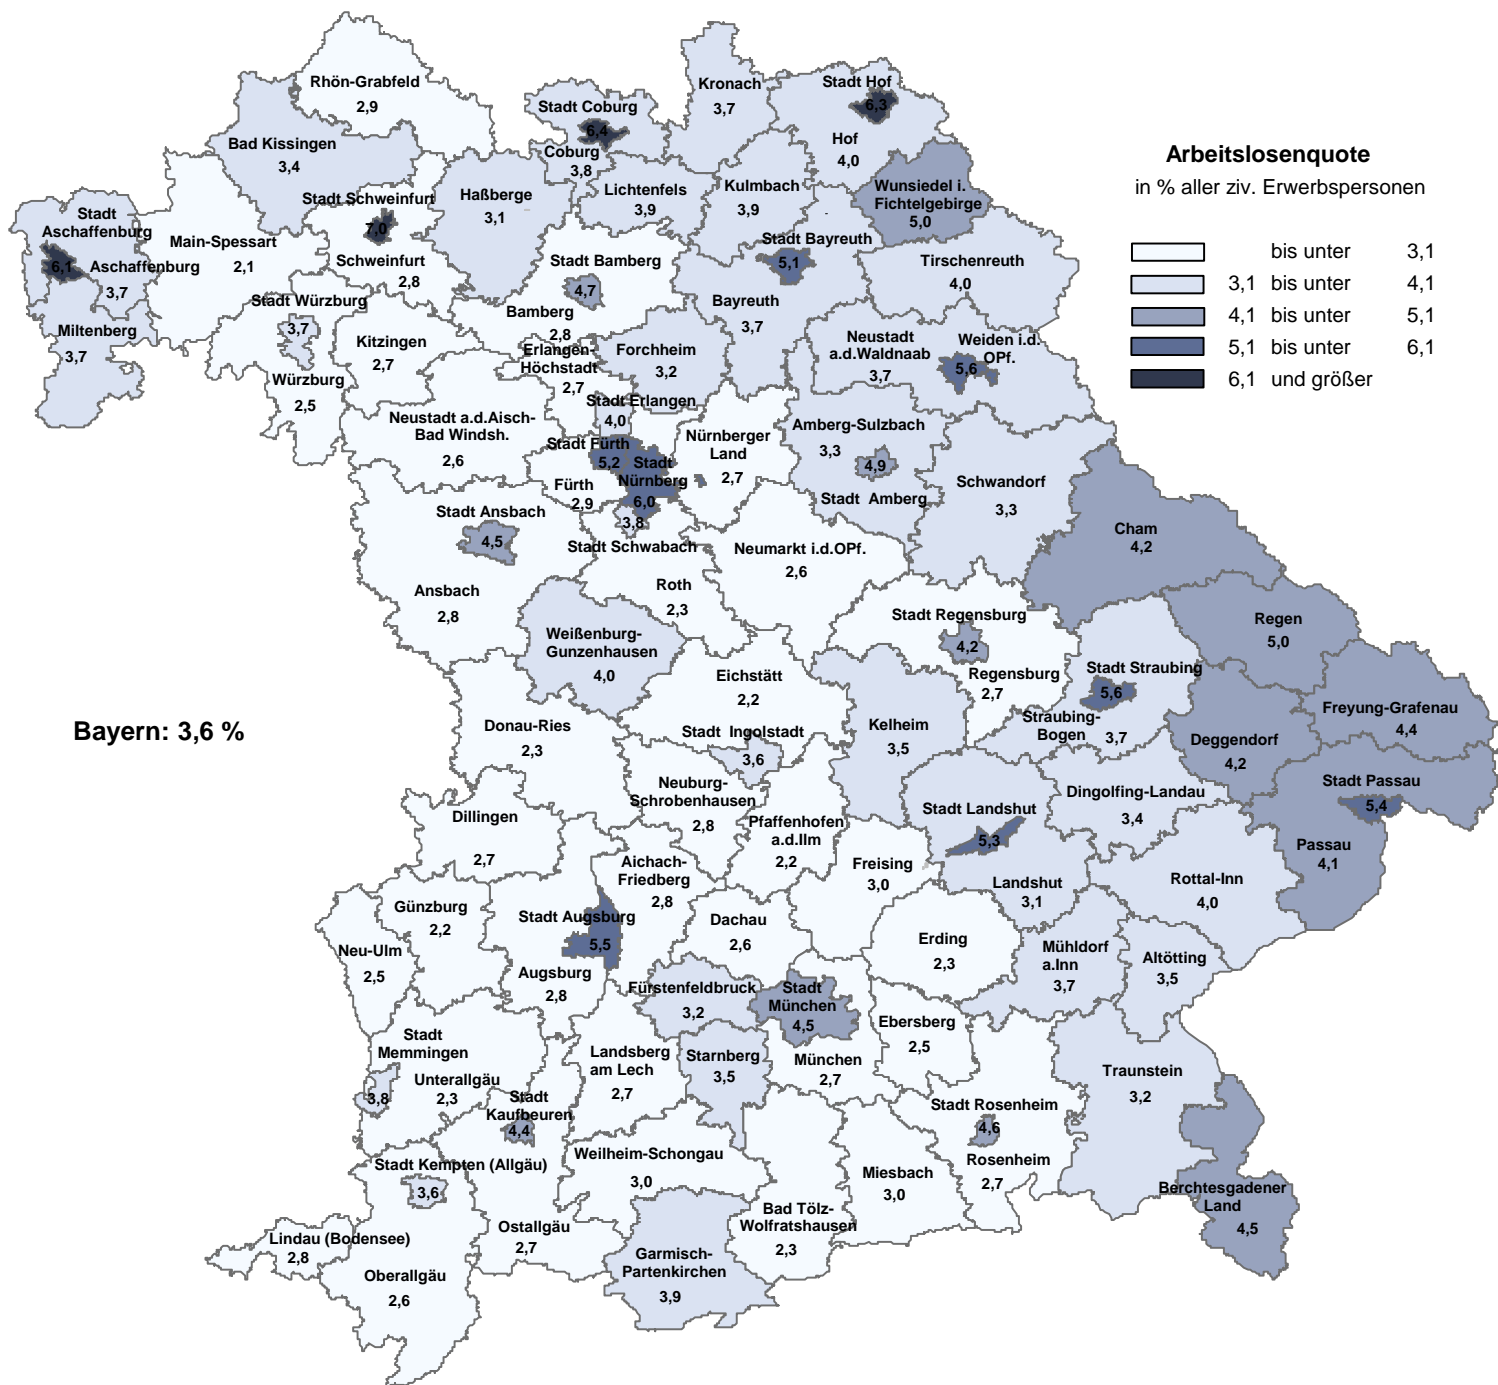 Rhön-Grabfeld
2,9
Bad Kissingen
3,4
Stadt Coburg
6,4
Coburg
3,8
Kronach
3,7
Stadt Hof
6,3
Hof
4,0
Wunsiedel i.
Fichtelgebirge
5,0
Lichtenfels
3,9
Kulmbach
3,9
Haßberge
3,1
Stadt Schweinfurt
7,0
Schweinfurt
2,8
Stadt
Aschaffenburg
6,1
Aschaffenburg
3,7
Main-Spessart
2,1
Miltenberg
3,7
Stadt Würzburg
3,7
Würzburg
2,5
Kitzingen
2,7
Stadt Bamberg
4,7
Bamberg
2,8
Stadt Bayreuth
5,1
Bayreuth
3,7
Tirschenreuth
4,0
Erlangen-
Höchstadt
2,7
Forchheim
3,2
Neustadt
a.d.Waldnaab
3,7
Weiden i.d.
OPf.
5,6
Stadt Erlangen
4,0
Neustadt a.d.Aisch-
Bad Windsh.
2,6
Stadt Fürth
5,2
Stadt
Nürnberg
6,0
Fürth
2,9
Nürnberger
Land
2,7
Amberg-Sulzbach
3,3
4,9
Stadt Amberg
Schwandorf
3,3
Cham
4,2
Stadt Ansbach
4,5
3,8
Stadt Schwabach
Ansbach
2,8
Roth
2,3
Neumarkt i.d.OPf.
2,6
Weißenburg-
Gunzenhausen
4,0
Stadt Regensburg
4,2
Regensburg
2,7
Regen
5,0
Stadt Straubing
5,6
Straubing-
Bogen
3,7
Freyung-Grafenau
4,4
Deggendorf
4,2
Eichstätt
2,2
Stadt Ingolstadt
3,6
Kelheim
3,5
Donau-Ries
2,3
Neuburg-
Schrobenhausen
2,8
Pfaffenhofen
a.d.Ilm
2,2
Stadt Landshut
5,3
Landshut
3,1
Dingolfing-Landau
3,4
Stadt Passau
5,4
Passau
4,1
Rottal-Inn
4,0
Dillingen
2,7
Aichach-
Friedberg
2,8
Freising
3,0
Günzburg
2,2
Neu-Ulm
2,5
Stadt Augsburg
5,5
Augsburg
2,8
Dachau
2,6
Erding
2,3
Mühldorf
a.Inn
3,7
Altötting
3,5
Fürstenfeldbruck
3,2
Stadt
München
4,5
München
2,7
Ebersberg
2,5
Stadt
Memmingen
3,8
Unterallgäu
2,3
Landsberg
am Lech
2,7
Starnberg
3,5
Traunstein
3,2
Stadt
Kaufbeuren
4,4
Stadt Rosenheim
4,6
Rosenheim
2,7
Stadt Kempten (Allgäu)
3,6
Weilheim-Schongau
3,0
Miesbach
3,0
Berchtesgadener
Land
4,5
Bad Tölz-
Wolfratshausen
2,3
Ostallgäu
2,7
Lindau (Bodensee)
2,8
Oberallgäu
2,6
Garmisch-
Partenkirchen
3,9
Bayern: 3,6 %
Arbeitslosenquote
in % aller ziv. Erwerbspersonen
bis unter 3,1
3,1 bis unter 4,1
4,1 bis unter 5,1
5,1 bis unter 6,1
6,1 und größer